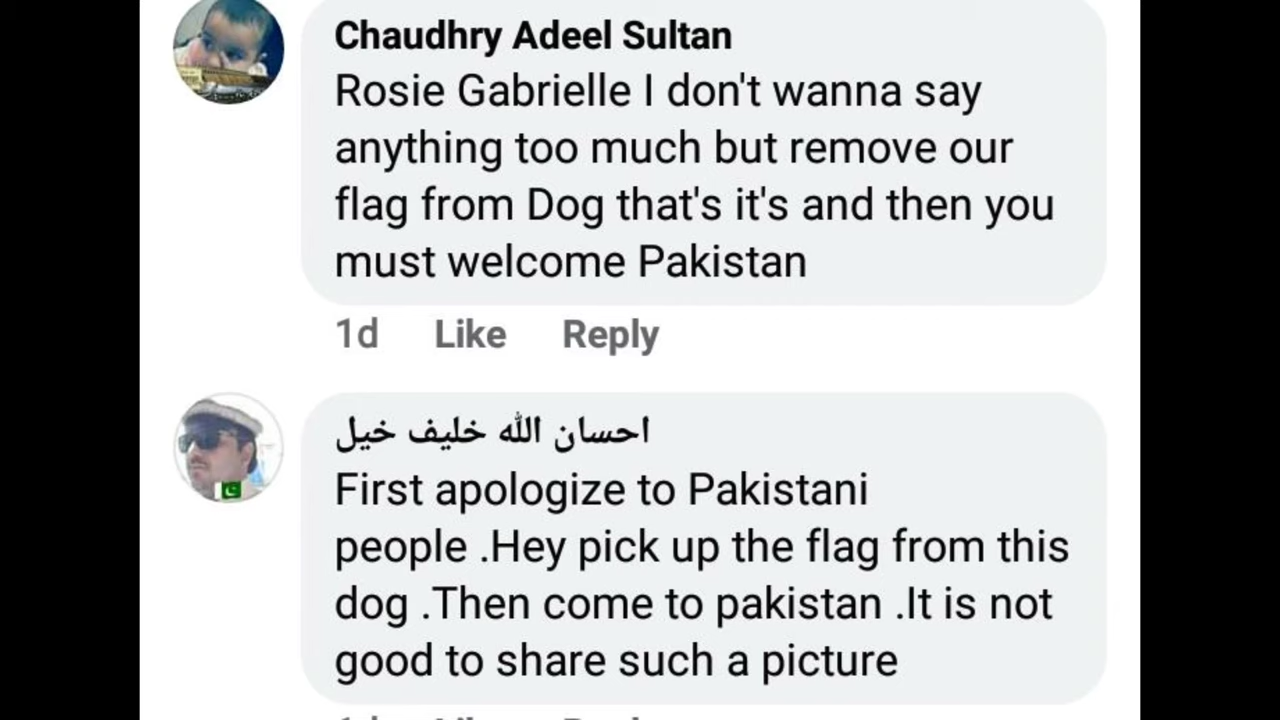 Chaudhry Adeel Sultan
Rosie Gabrielle I don't wanna say
anything too much but remove our
flag from Dog that's it's and then you
must welcome Pakistan
1d Like Reply
احسان الله خلیف خیل
First apologize to Pakistani
people .Hey pick up the flag from this
dog .Then come to pakistan .It is not
good to share such a picture